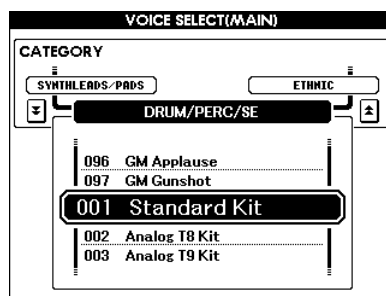 VOICE SELECT(MAIN)
CATEGORY
SYNTHLEADS/PADS ETHNIC
DRUM/PERC/SE
096 GM Applause
097 GM Gunshot
001 Standard Kit
002 Analog T8 Kit
003 Analog T9 Kit